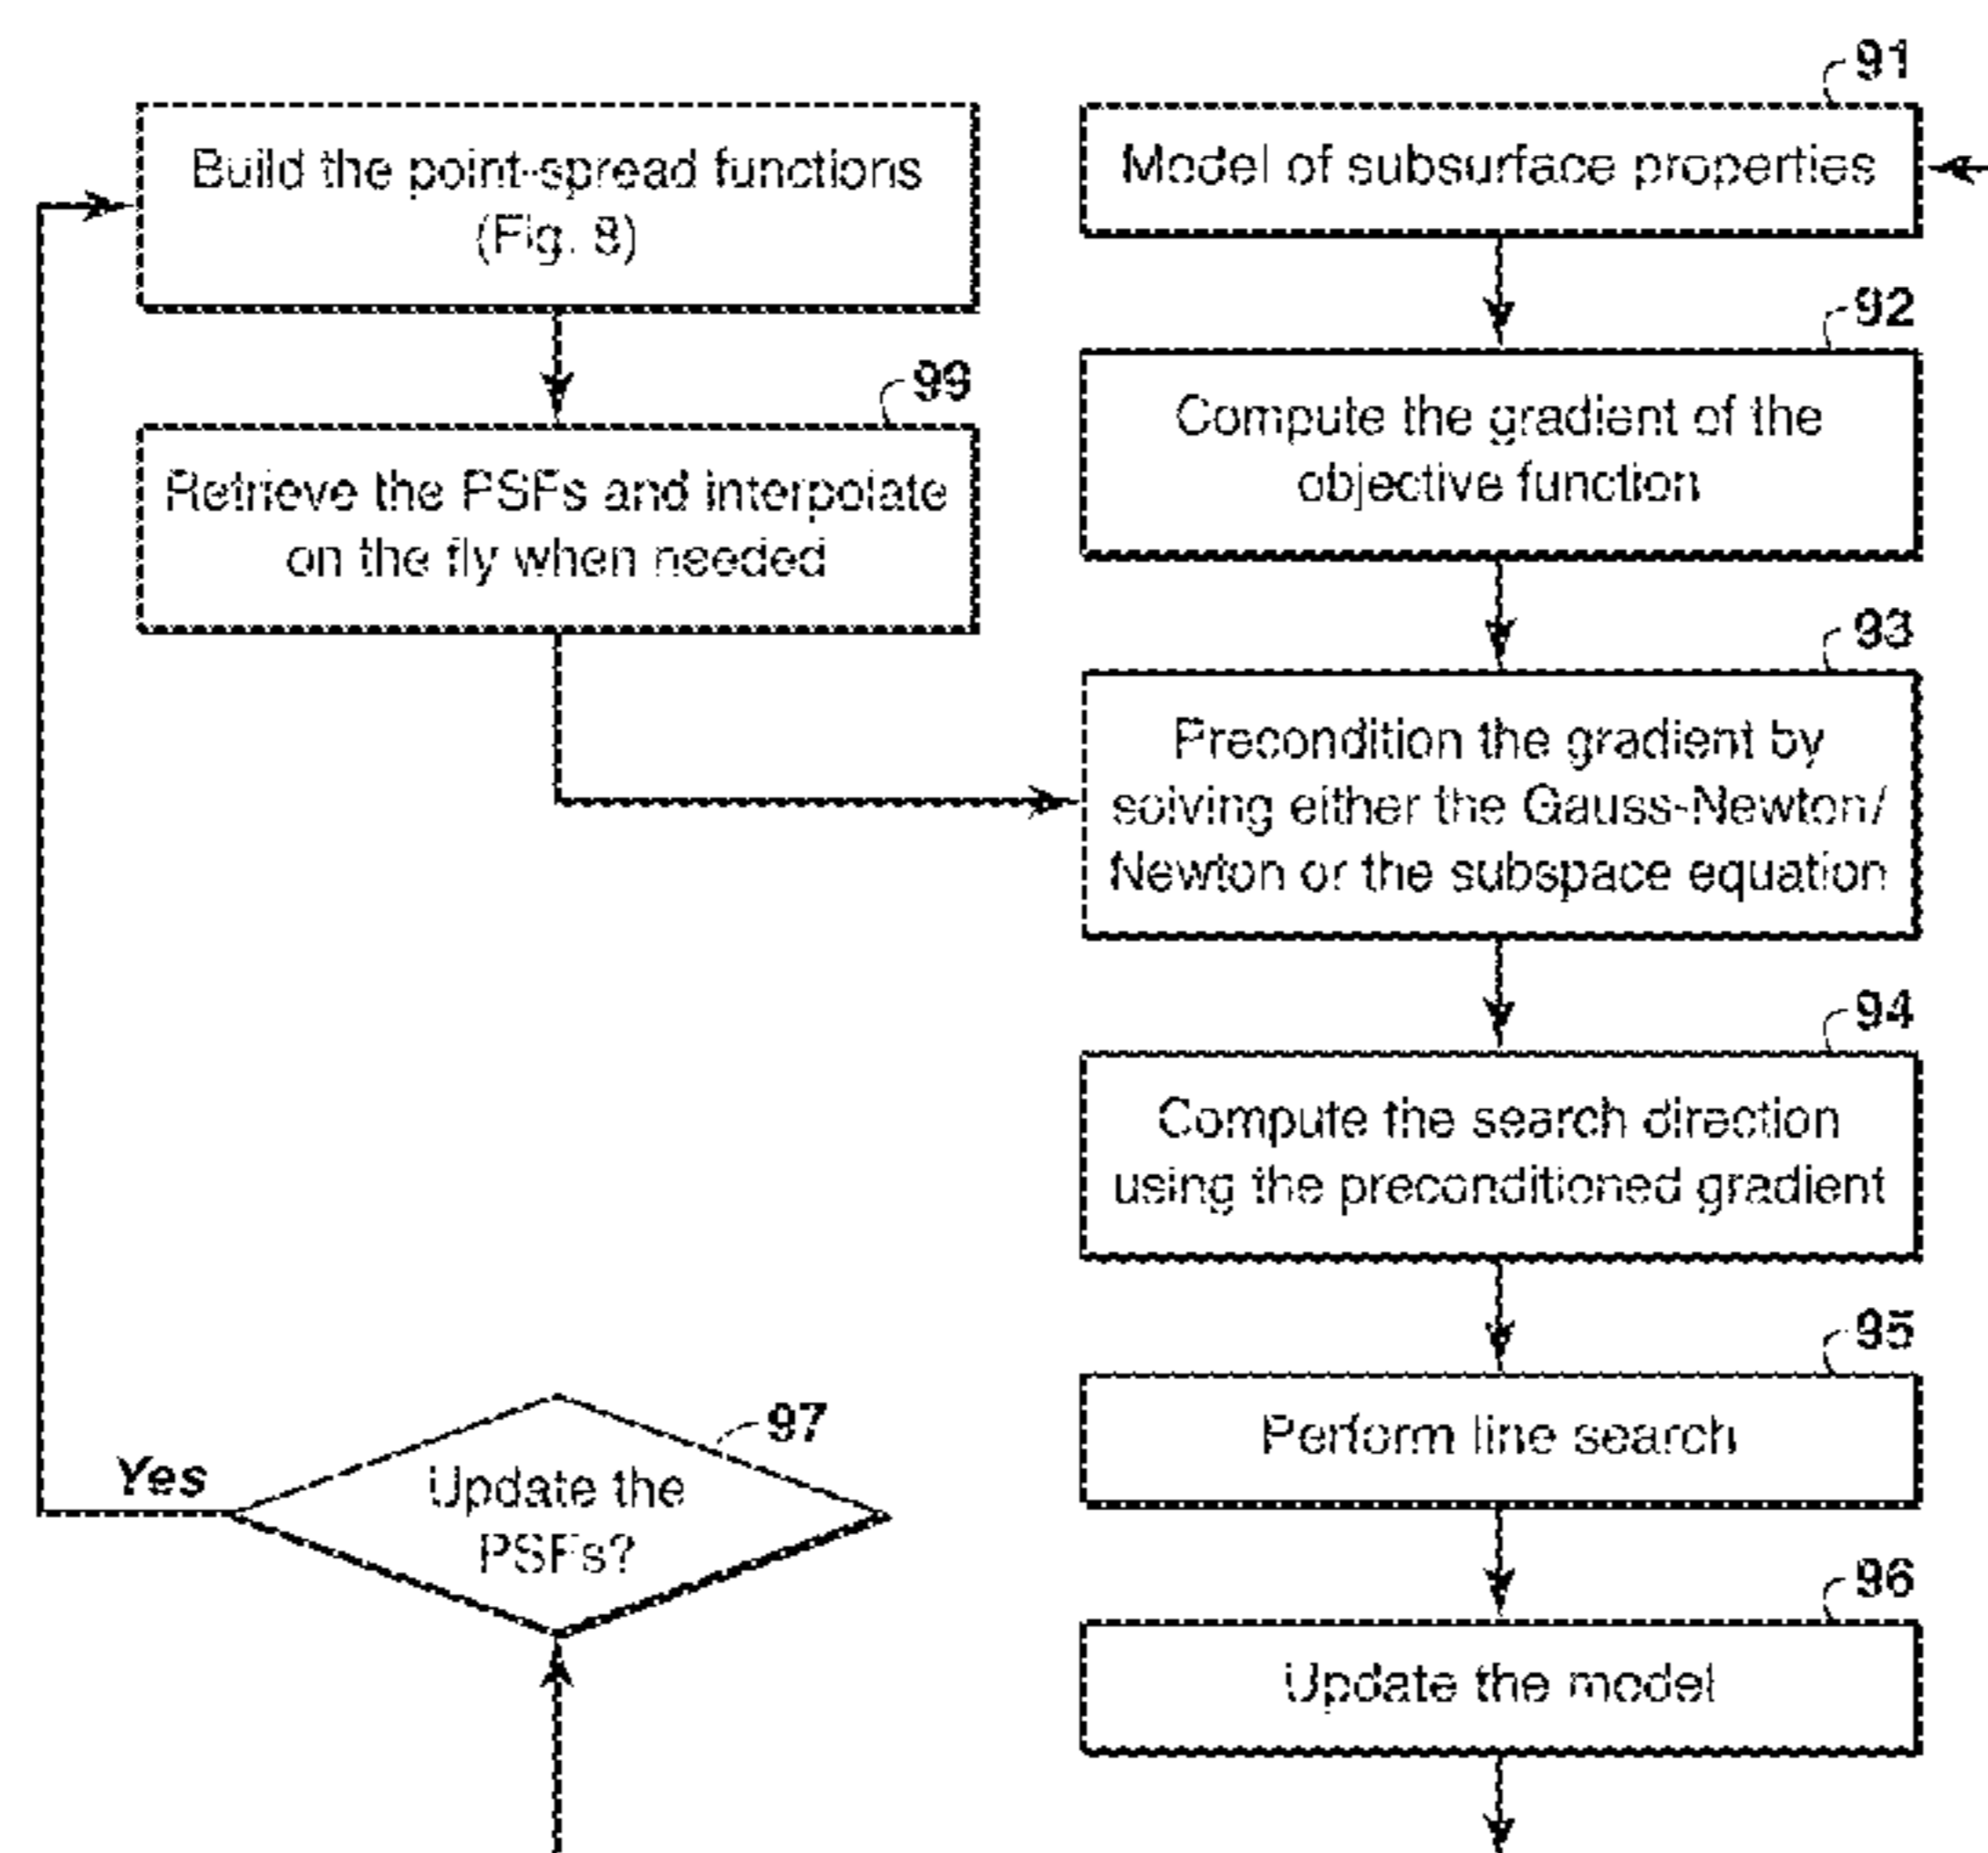 91
Build the point-spread functions
(Fig. 8)
Model of subsurface properties
92
99
Compute the gradient of the
objective function
Retrieve the PSFs and interpolate
on the fly when needed
93
Precondition the gradient by
solving either the Gauss-Newton/
Newton or the subspace equation
94
Compute the search direction
using the preconditioned gradient
95
Perform line search
97
Yes
Update the
PSFs?
96
Update the model